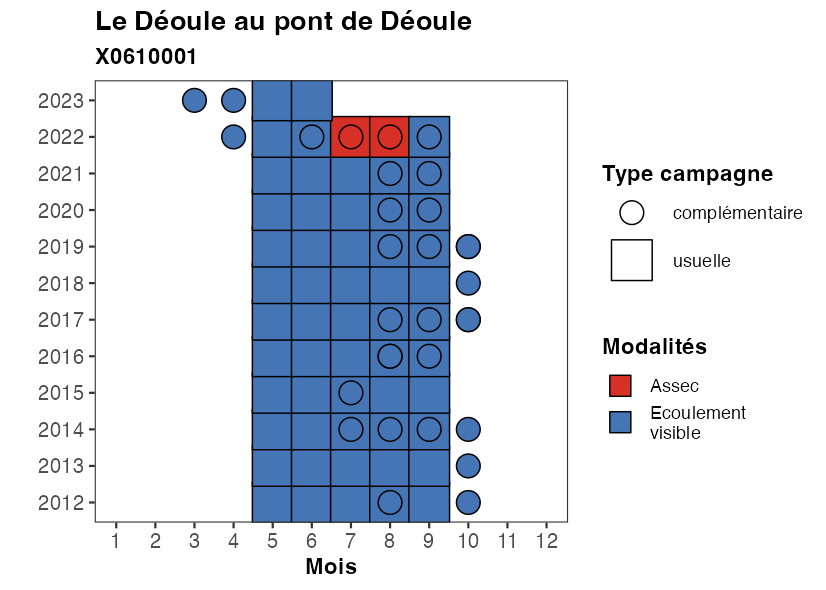 Le Déoule au pont de Déoule
X0610001
2023
2022
2021
2020
2019
2018
2017
2016
2015
2014
2013
2012
1 2 3 4 5 6 7 8 9 10 11 12
Mois
Type campagne
complémentaire
usuelle
Modalités
Assec
Ecoulement
visible